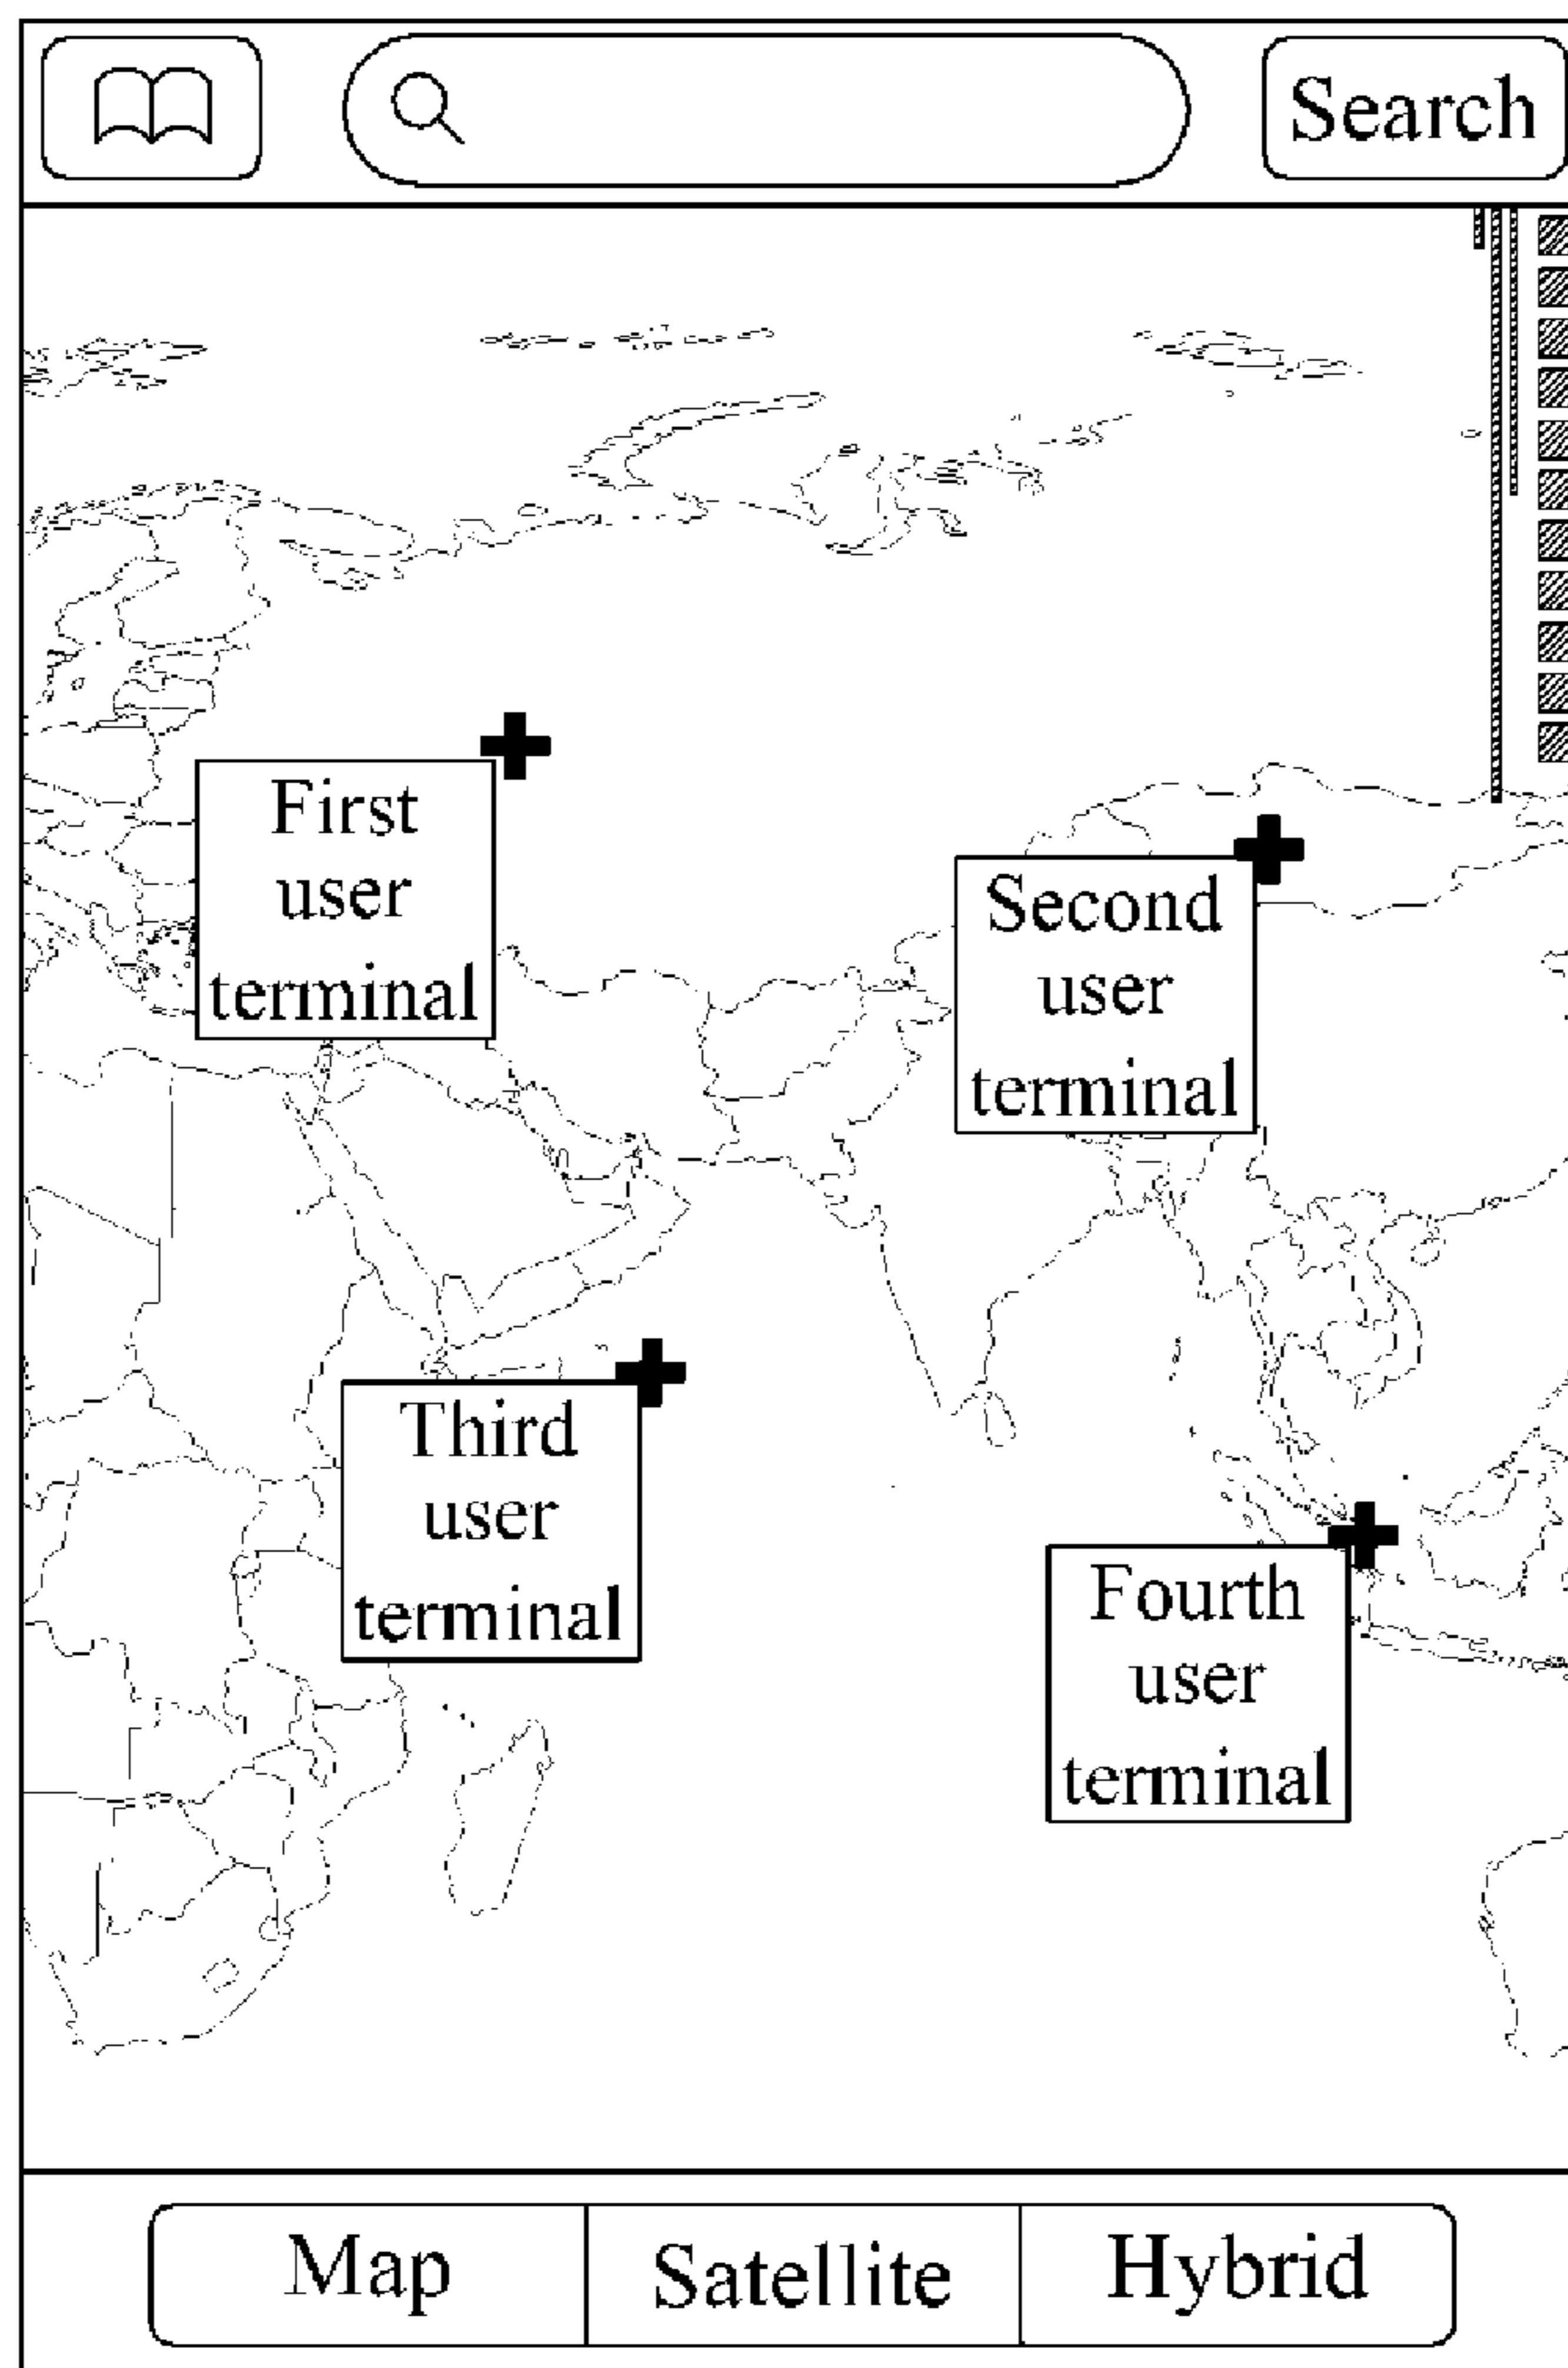 Search
First
user
terminal
Second
user
terminal
Third
user
terminal
Fourth
user
terminal
Map
Satellite
Hybrid